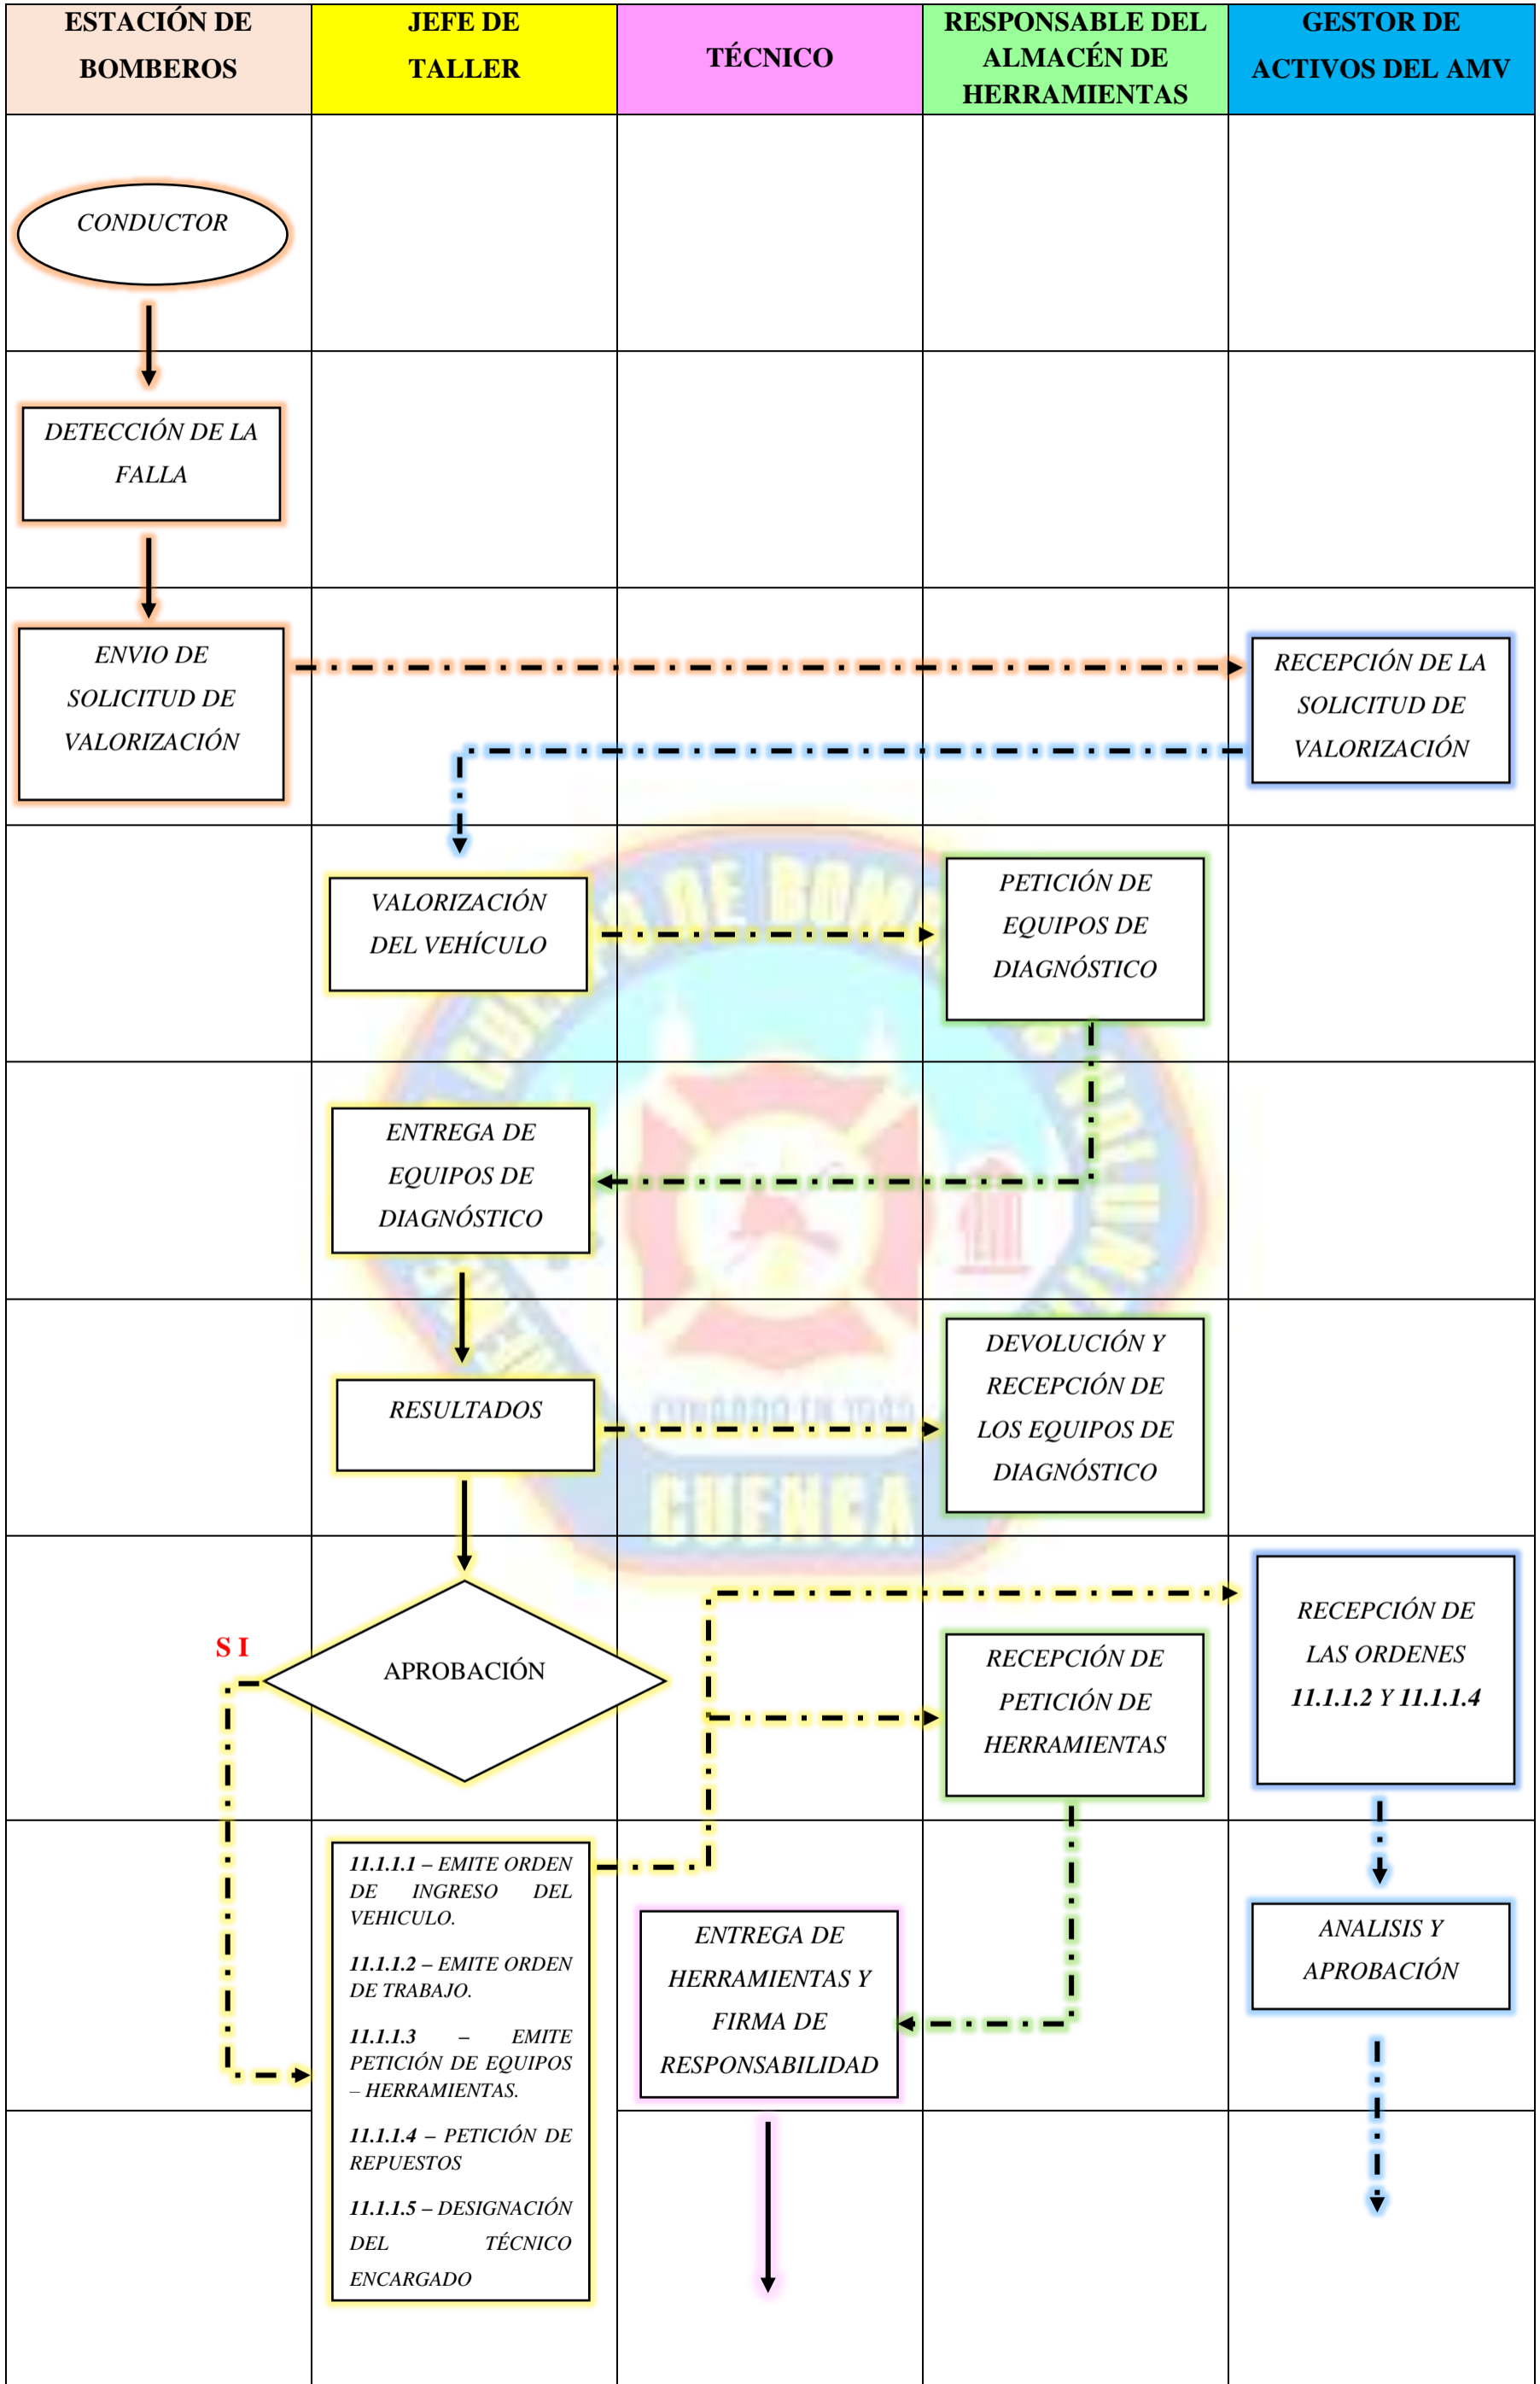 ESTACIÓN DE
BOMBEROS
JEFE DE
TALLER
TÉCNICO
RESPONSABLE DEL
ALMACÉN DE
HERRAMIENTAS
GESTOR DE
ACTIVOS DEL AMV
CONDUCTOR
DETECCIÓN DE LA
FALLA
ENVIO DE
SOLICITUD DE
VALORIZACIÓN
RECEPCIÓN DE LA
SOLICITUD DE
VALORIZACIÓN
VALORIZACIÓN
DEL VEHÍCULO
PETICIÓN DE
EQUIPOS DE
DIAGNÓSTICO
ENTREGA DE
EQUIPOS DE
DIAGNÓSTICO
RESULTADOS
DEVOLUCIÓN Y
RECEPCIÓN DE
LOS EQUIPOS DE
DIAGNÓSTICO
CUENCA
S I
APROBACIÓN
RECEPCIÓN DE
PETICIÓN DE
HERRAMIENTAS
RECEPCIÓN DE
LAS ORDENES
11.1.1.2 Y 11.1.1.4
11.1.1.1 – EMITE ORDEN
DE INGRESO DEL
VEHICULO.
11.1.1.2 – EMITE ORDEN
DE TRABAJO.
11.1.1.3 – EMITE
PETICIÓN DE EQUIPOS
– HERRAMIENTAS.
11.1.1.4 – PETICIÓN DE
REPUESTOS
11.1.1.5 – DESIGNACIÓN
DEL TÉCNICO
ENCARGADO
ENTREGA DE
HERRAMIENTAS Y
FIRMA DE
RESPONSABILIDAD
ANALISIS Y
APROBACIÓN